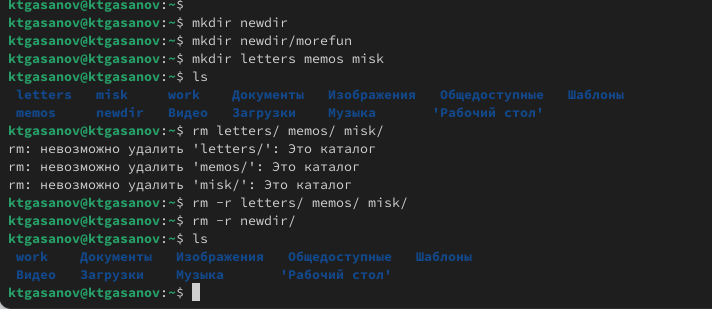 ktgasanov@ktgasanov:~$
ktgasanov@ktgasanov:~$ mkdir newdir
ktgasanov@ktgasanov:~$ mkdir newdir/morefun
ktgasanov@ktgasanov:~$ mkdir letters memos misk
ktgasanov@ktgasanov:~$ ls
letters misk work Документы Изображения Общедоступные Шаблоны
memos newdir Видео Загрузки Музыка 'Рабочий стол'
ktgasanov@ktgasanov:~$ rm letters/ memos/ misk/
rm: невозможно удалить 'letters/': Это каталог
rm: невозможно удалить 'memos/': Это каталог
rm: невозможно удалить 'misk/': Это каталог
ktgasanov@ktgasanov:~$ rm -r letters/ memos/ misk/
ktgasanov@ktgasanov:~$ rm -r newdir/
ktgasanov@ktgasanov:~$ ls
work Документы Изображения Общедоступные Шаблоны
Видео Загрузки Музыка 'Рабочий стол'
ktgasanov@ktgasanov:~$